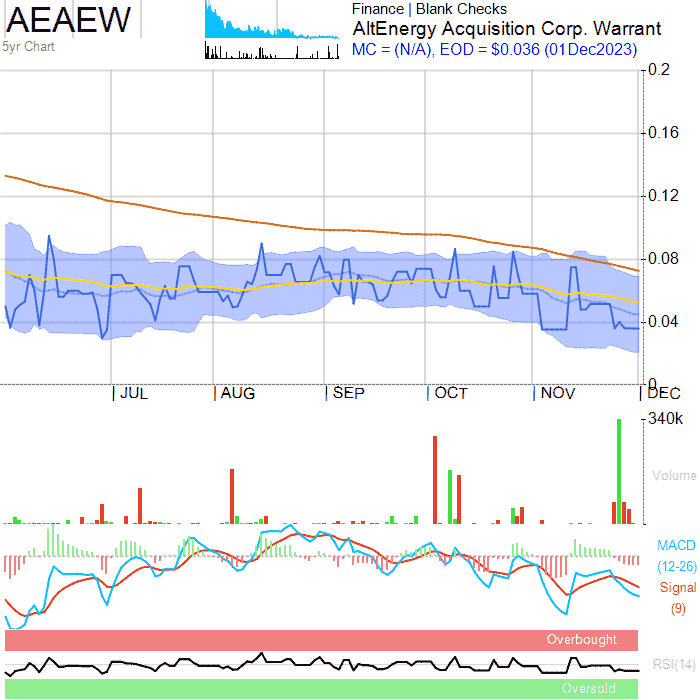 AEAEW
5yr Chart
Finance | Blank Checks
AltEnergy Acquisition Corp. Warrant
MC = (N/A), EOD = $0.036 (01Dec2023)
0.2
0.16
0.12
0.08
0.04
0
JUL AUG SEP OCT NOV DEC
340k
Volume
MACD
(12-26)
Signal
(9)
Overbought
RSI(14)
Oversold